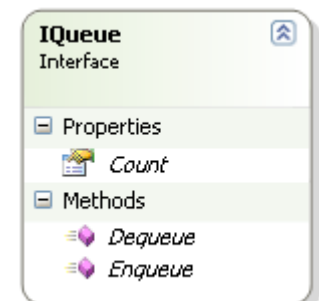 IQueue
Interface
Properties
Count
Methods
Dequeue
Enqueue